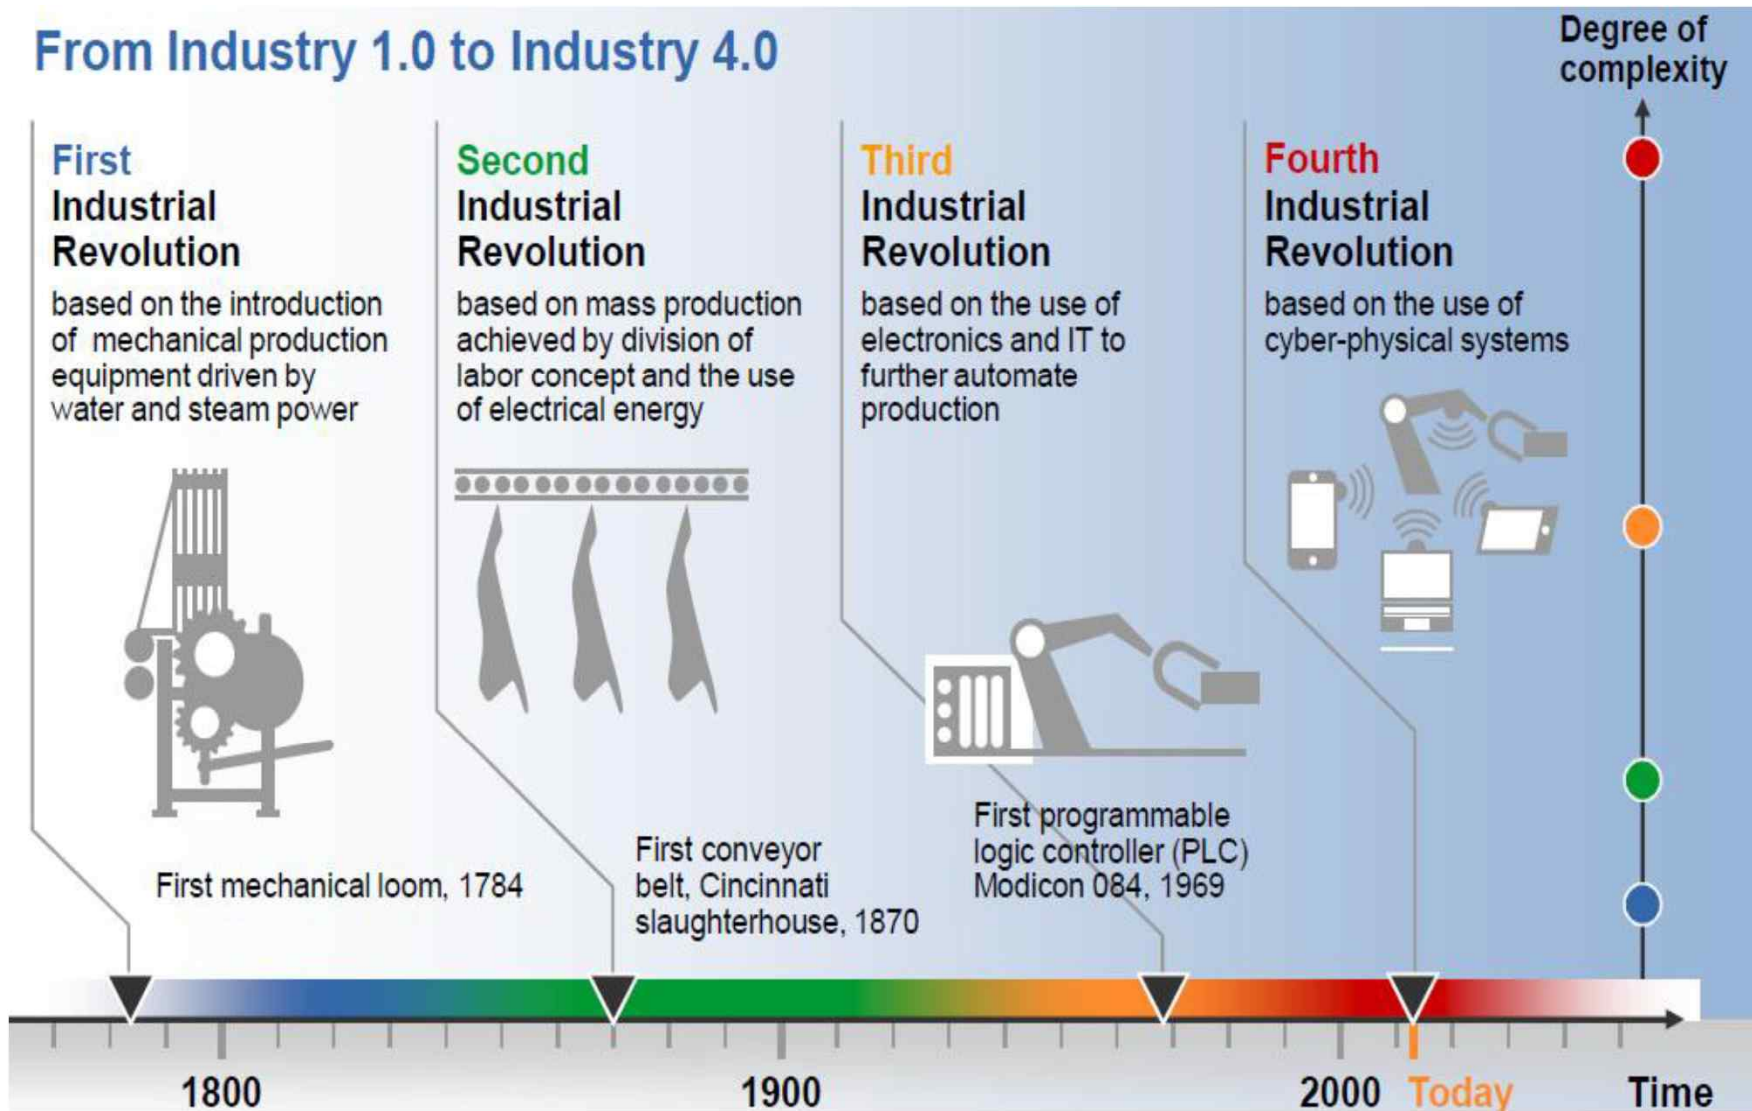 From Industry 1.0 to Industry 4.0
Degree of
complexity
First
Industrial
Revolution
based on the introduction
of mechanical production
equipment driven by
water and steam power
First mechanical loom, 1784
Second
Industrial
Revolution
based on mass production
achieved by division of
labor concept and the use
of electrical energy
First conveyor
belt, Cincinnati
slaughterhouse, 1870
Third
Industrial
Revolution
based on the use of
electronics and IT to
further automate
production
First programmable
logic controller (PLC)
Modicon 084, 1969
Fourth
Industrial
Revolution
based on the use of
cyber-physical systems
1800 1900 2000 Today Time